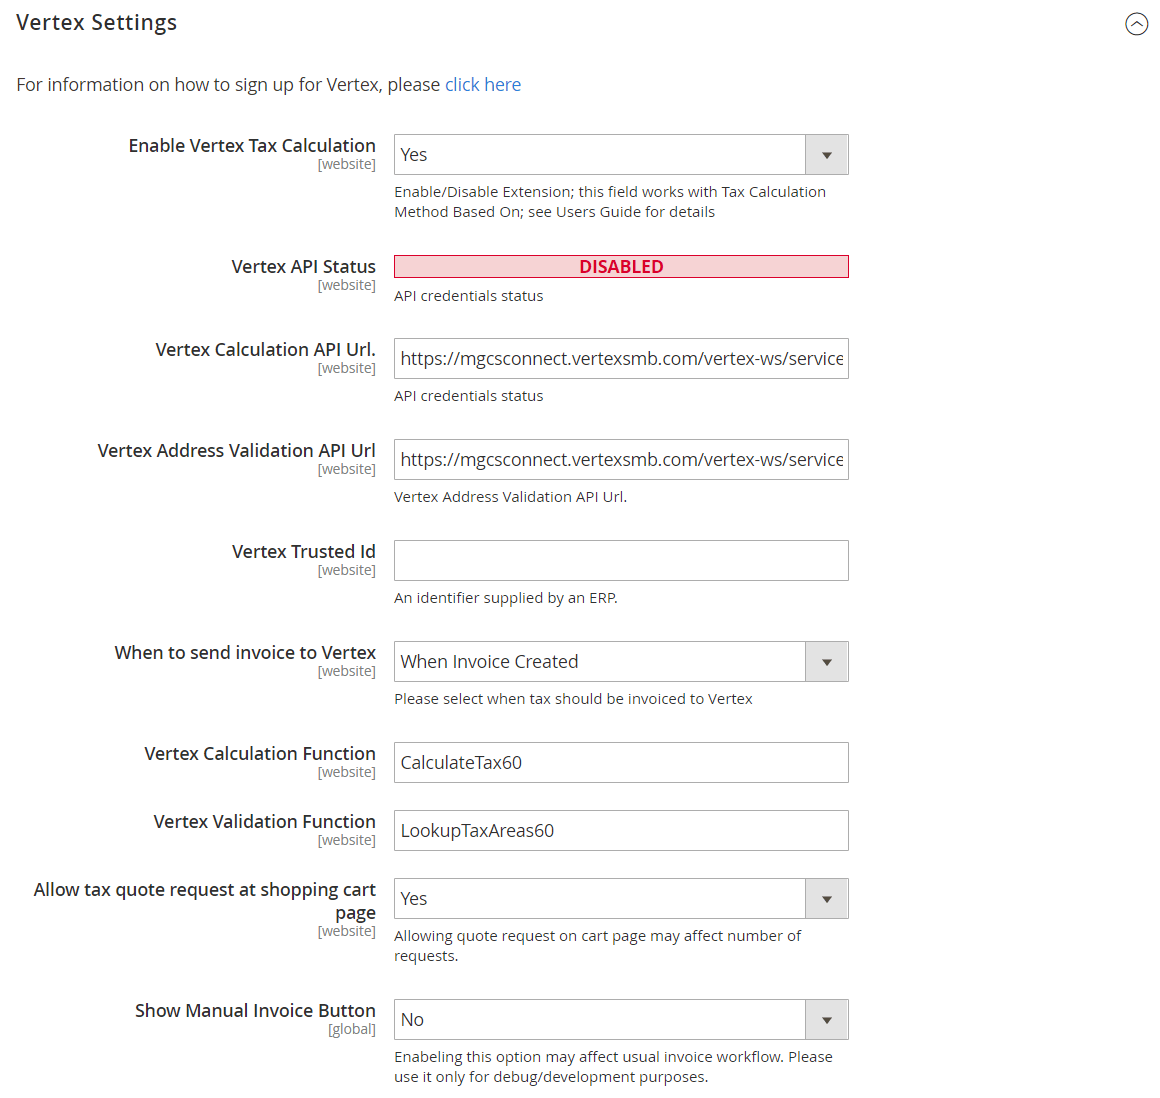 Vertex Settings
For information on how to sign up for Vertex, please click here
Enable Vertex Tax Calculation
[website]
Yes
Enable/Disable Extension; this field works with Tax Calculation
Method Based On; see Users Guide for details
Vertex API Status
[website]
DISABLED
API credentials status
Vertex Calculation API Url.
[website]
https://mgcsconnect.vertexsmb.com/vertex-ws/service
API credentials status
Vertex Address Validation API Url
[website]
https://mgcsconnect.vertexsmb.com/vertex-ws/service
Vertex Address Validation API Url.
Vertex Trusted Id
[website]
An identifier supplied by an ERP.
When to send invoice to Vertex
[website]
When Invoice Created
Please select when tax should be invoiced to Vertex
Vertex Calculation Function
[website]
CalculateTax60
Vertex Validation Function
[website]
LookupTaxAreas60
Allow tax quote request at shopping cart
page
[website]
Yes
Allowing quote request on cart page may affect number of
requests.
Show Manual Invoice Button
[global]
No
Enabeling this option may affect usual invoice workflow. Please
use it only for debug/development purposes.